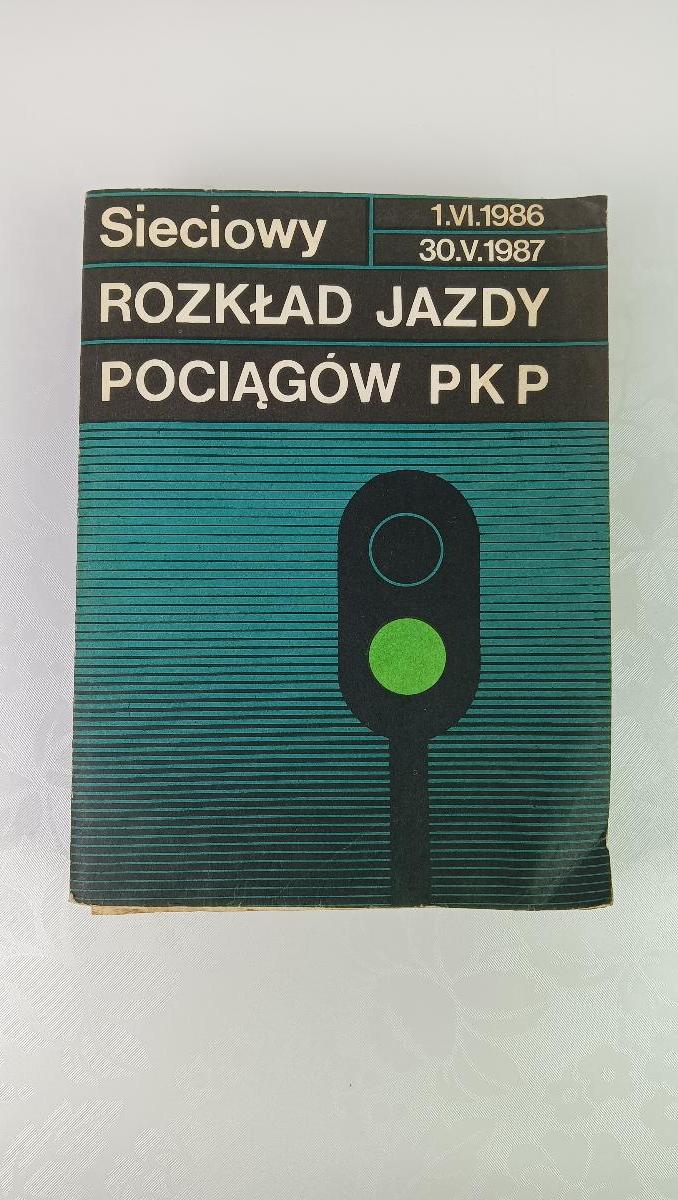 Sieciowy
1.VI.1986
30.V.1987
ROZKŁAD JAZDY
POCIĄGÓW PKP